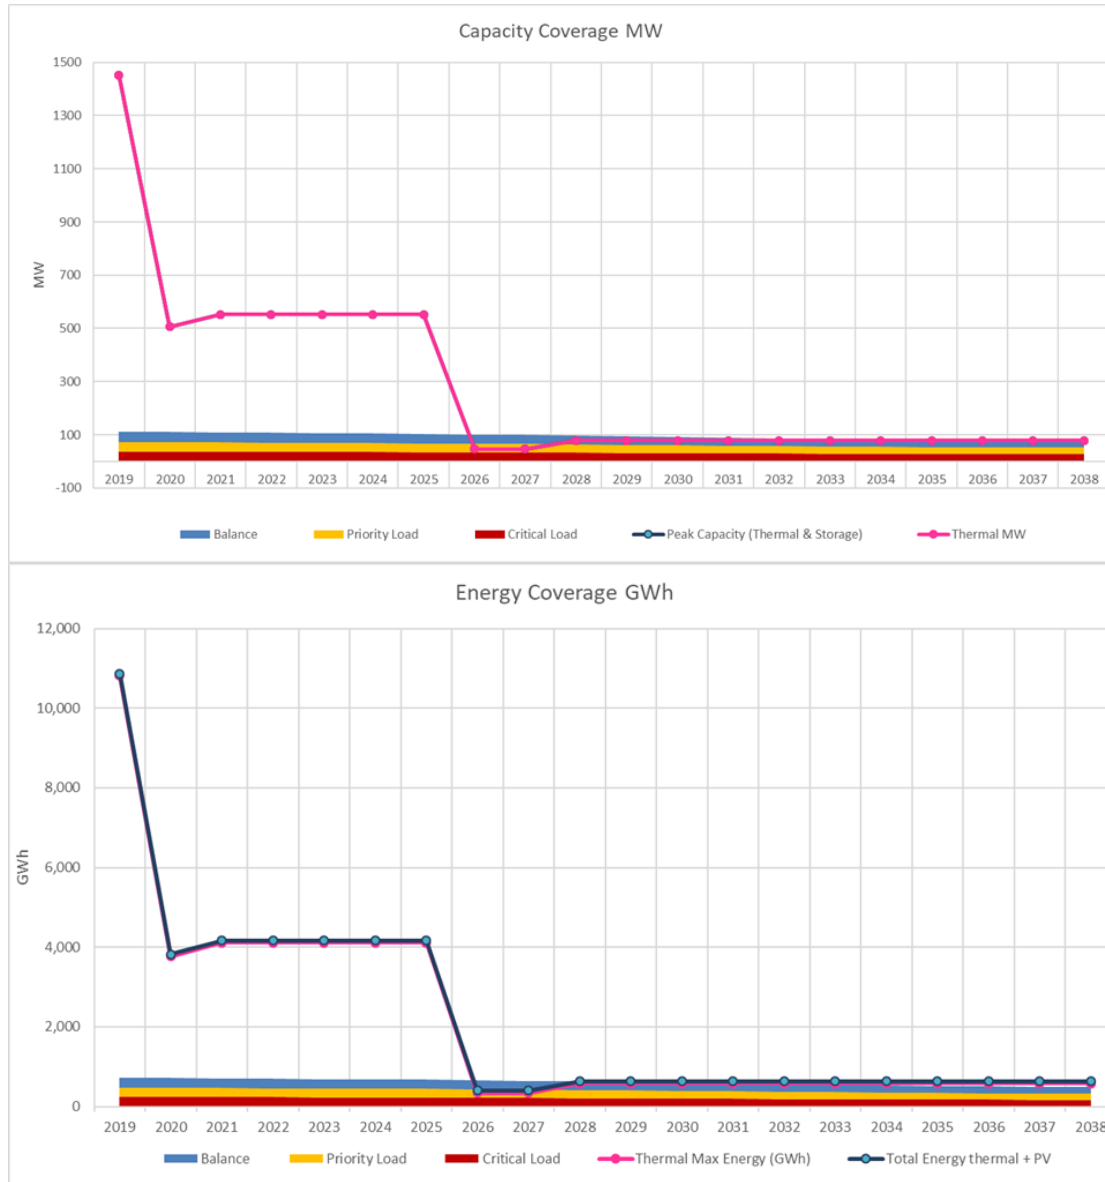 Capacity Coverage MW
1500
1300
1100
900
700
500
300
100
-100
MW
2019 2020 2021 2022 2023 2024 2025 2026 2027 2028 2029 2030 2031 2032 2033 2034 2035 2036 2037 2038
Balance Priority Load Critical Load Peak Capacity (Thermal & Storage) Thermal MW
Energy Coverage GWh
12,000
10,000
8,000
6,000
4,000
2,000
0
GWh
2019 2020 2021 2022 2023 2024 2025 2026 2027 2028 2029 2030 2031 2032 2033 2034 2035 2036 2037 2038
Balance Priority Load Critical Load Thermal Max Energy (GWh) Total Energy thermal + PV